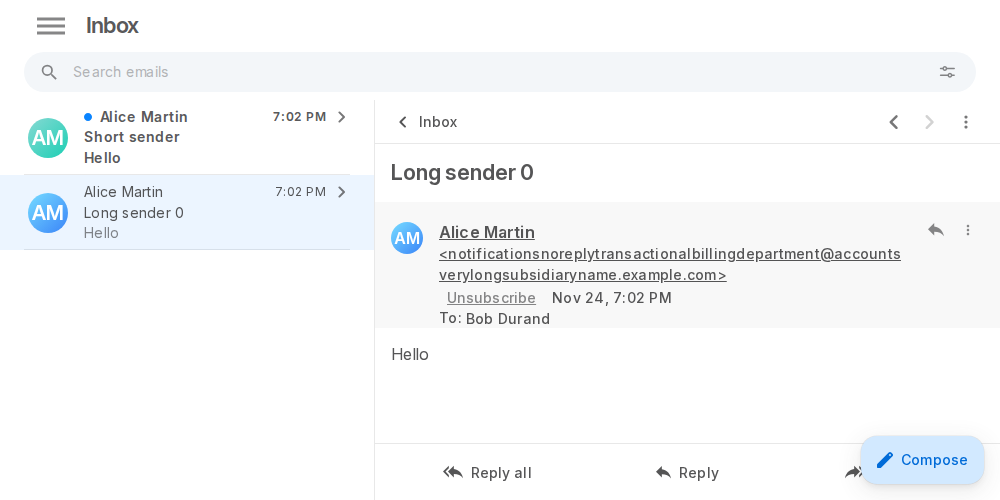 Inbox
Search emails
AM
Alice Martin 7:02 PM
Short sender
Hello
AM
Alice Martin 7:02 PM
Long sender 0
Hello
Inbox
Long sender 0
AM
Alice Martin
<notificationsnoreplytransactionalbillingdepartment@accounts
verylongsubsidiaryname.example.com>
Unsubscribe Nov 24, 7:02 PM
To: Bob Durand
Hello
Reply all Reply
Compose